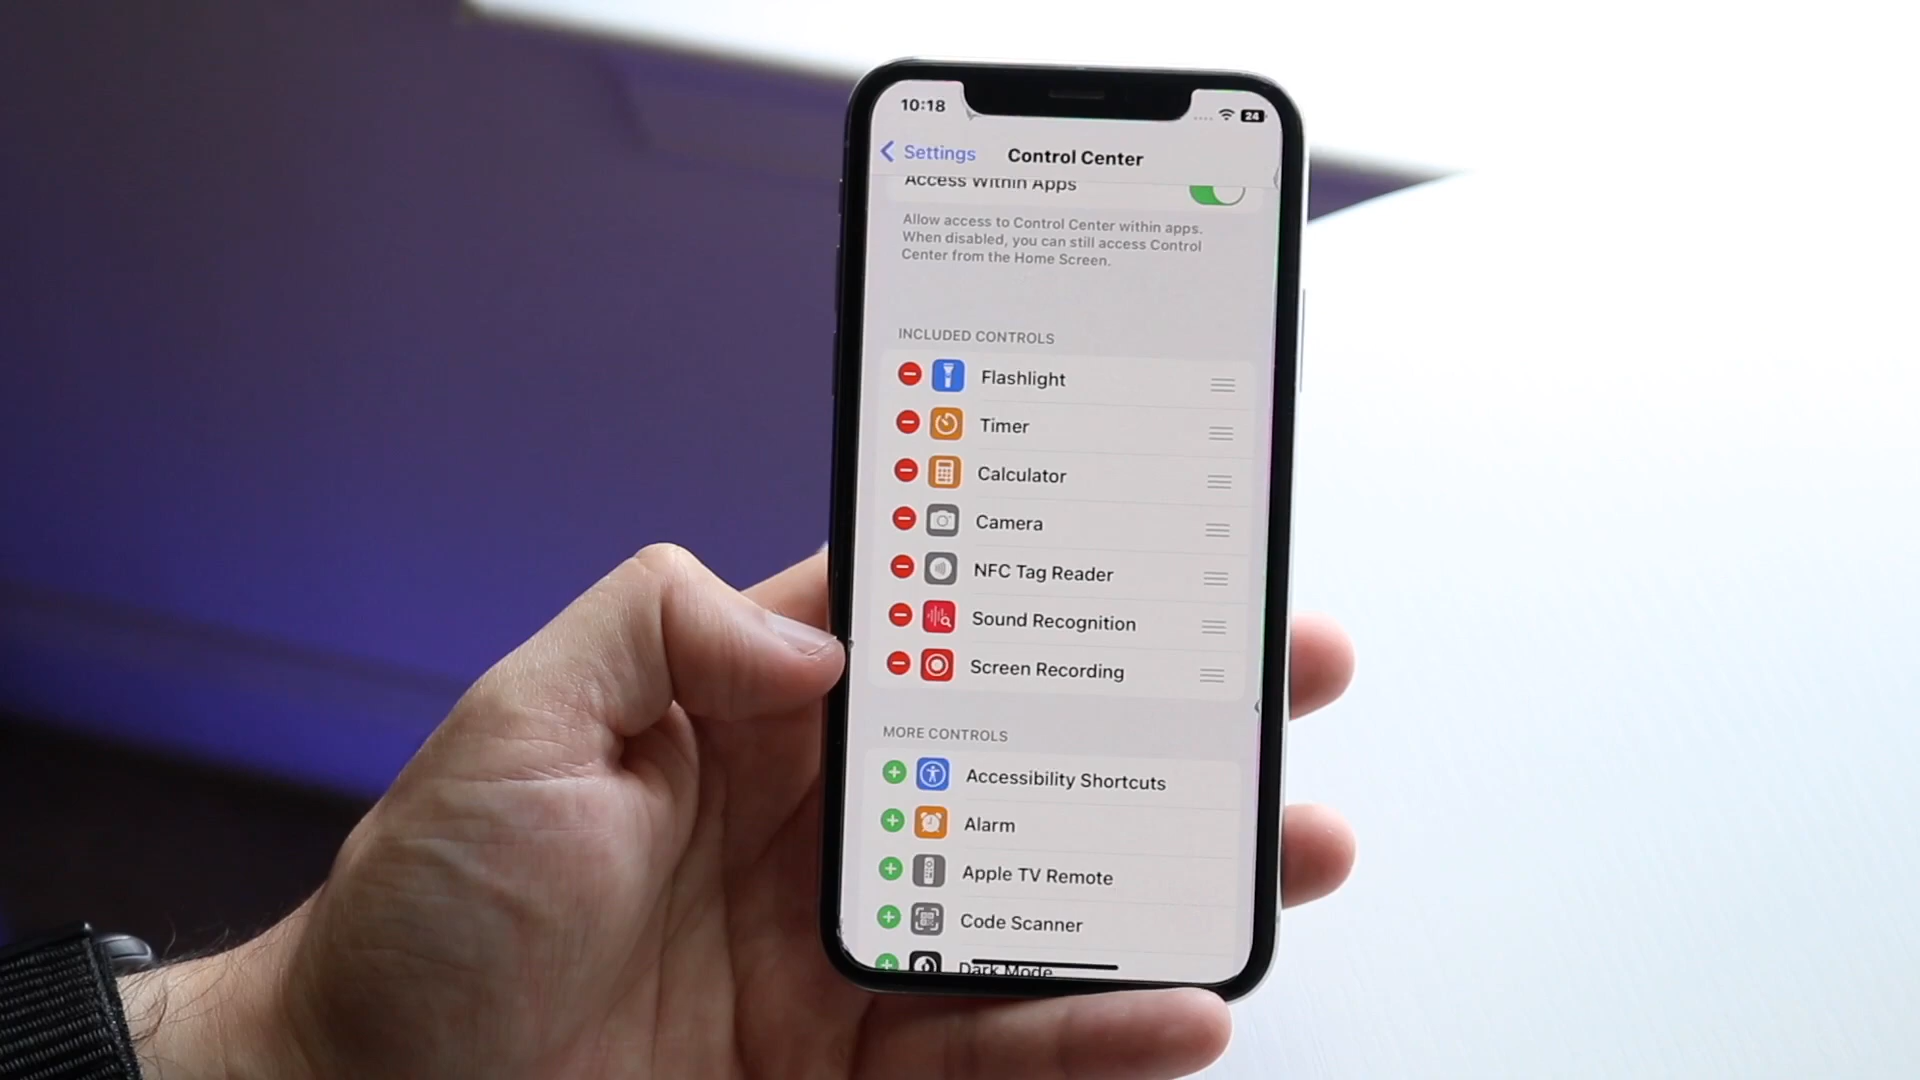 10:18
24
Settings
Control Center
Access Within Apps
Allow access to Control Center within apps.
When disabled, you can still access Control
Center from the Home Screen.
INCLUDED CONTROLS
Flashlight
Timer
Calculator
Camera
NFC Tag Reader
Sound Recognition
Screen Recording
MORE CONTROLS
Accessibility Shortcuts
Alarm
Apple TV Remote
Code Scanner
Dark Mode